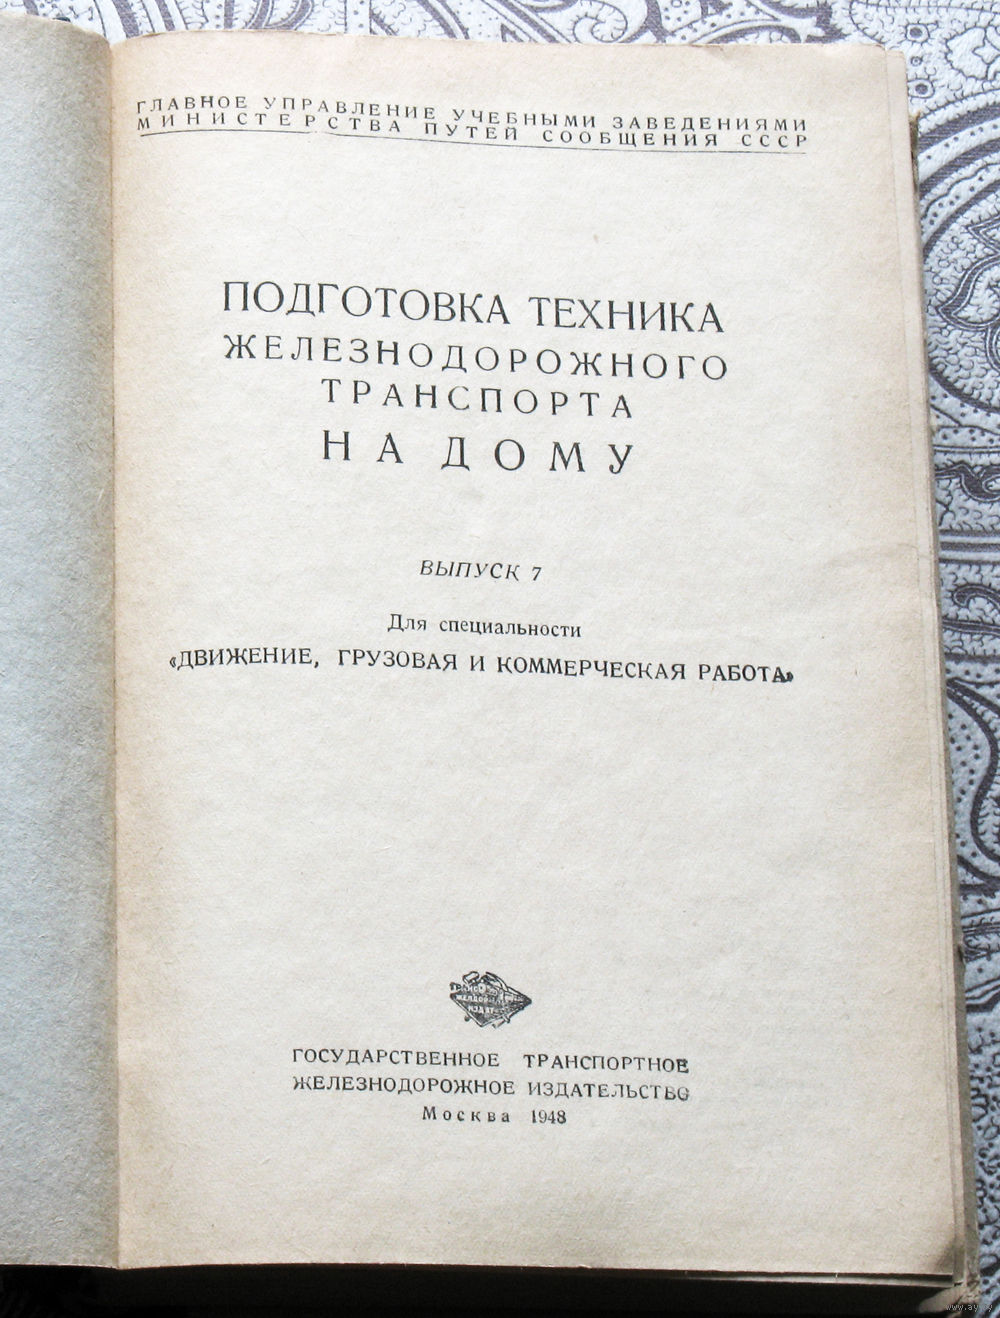 ГЛАВНОЕ УПРАВЛЕНИЕ УЧЕБНЫМИ ЗАВЕДЕНИЯМИ
МИНИСТЕРСТВА ПУТЕЙ СООБЩЕНИЯ СССР
ПОДГОТОВКА ТЕХНИКА
ЖЕЛЕЗНОДОРОЖНОГО
ТРАНСПОРТА
НА ДОМУ
ВЫПУСК 7
Для специальности
«ДВИЖЕНИЕ, ГРУЗОВАЯ И КОММЕРЧЕСКАЯ РАБОТА»
ГОСУДАРСТВЕННОЕ ТРАНСПОРТНОЕ
ЖЕЛЕЗНОДОРОЖНОЕ ИЗДАТЕЛЬСТВО
Москва 1948